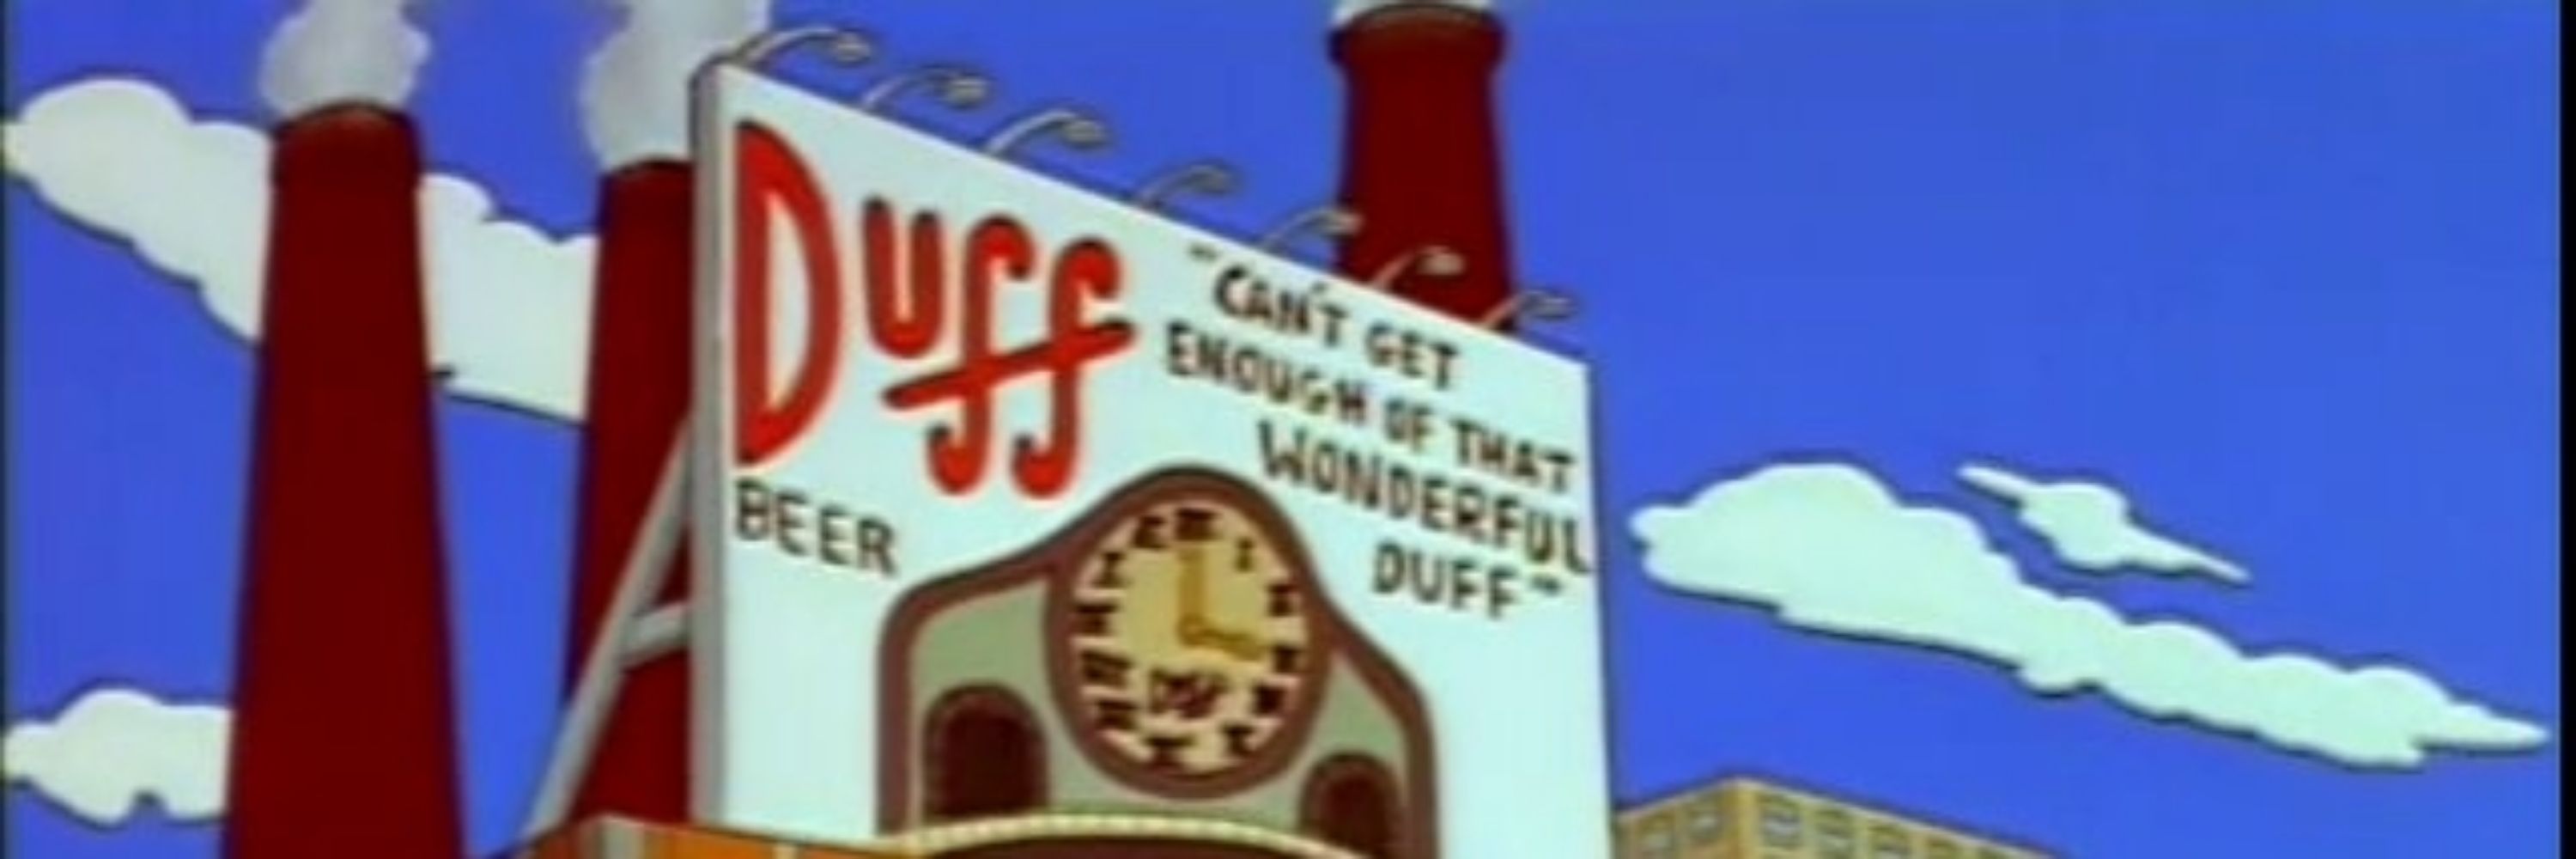 Duff
BEER
"CAN'T GET
ENOUGH OF THAT
WONDERFUL
DUFF"